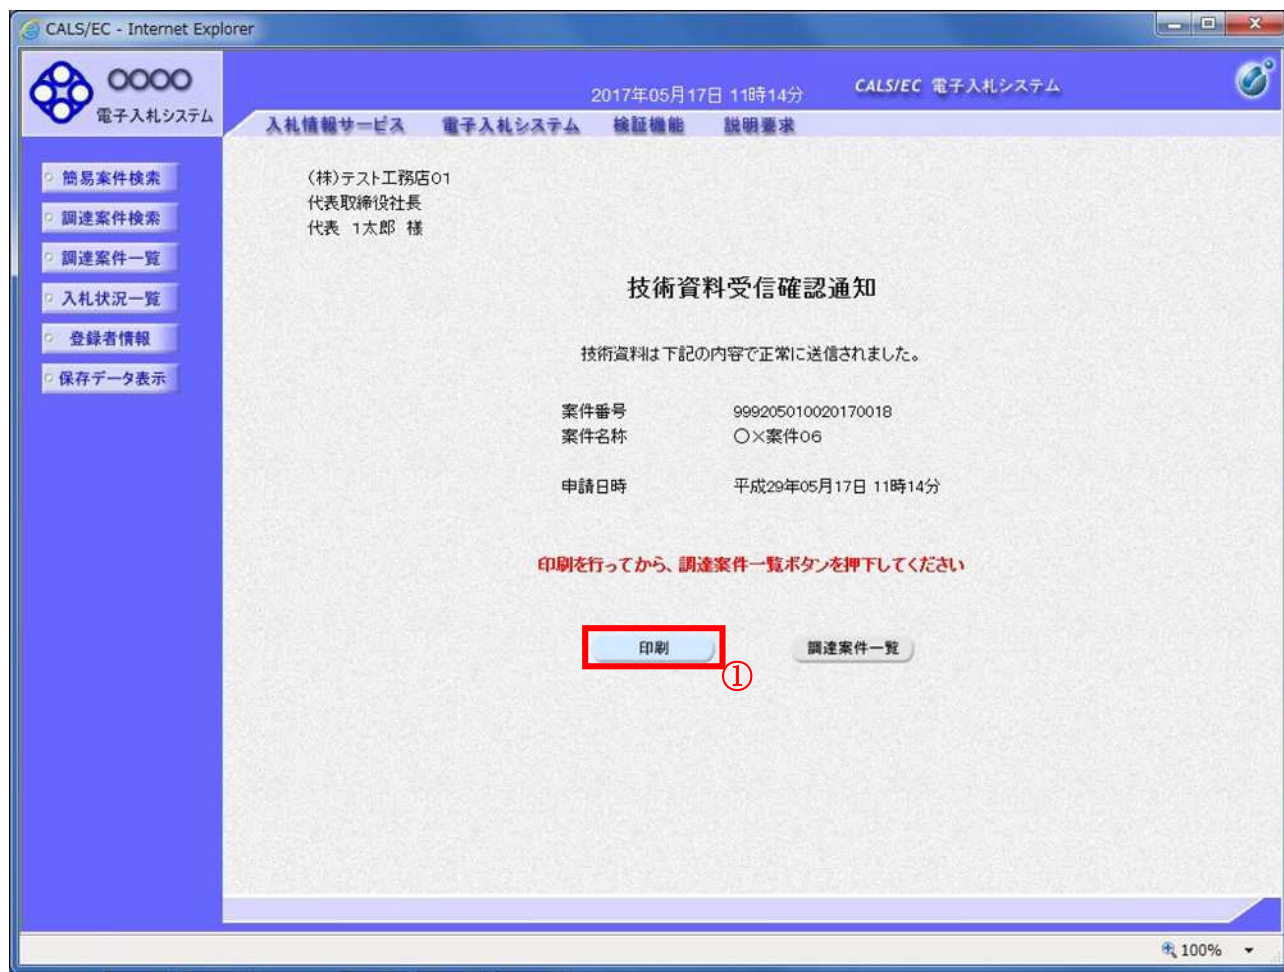 CALS/EC - Internet Explorer
○○○○
電子入札システム
2017年05月17日 11時14分
CALS/EC 電子入札システム
入札情報サービス 電子入札システム 検証機能 説明要求
簡易案件検索
調達案件検索
調達案件一覧
入札状況一覧
登録者情報
保存データ表示
(株)テスト工務店01
代表取締役社長
代表 1太郎 様
技術資料受信確認通知
技術資料は下記の内容で正常に送信されました。
案件番号 999205010020170018
案件名称 ○×案件06
申請日時 平成29年05月17日 11時14分
印刷を行ってから、調達案件一覧ボタンを押下してください
印刷 調達案件一覧
①
100%